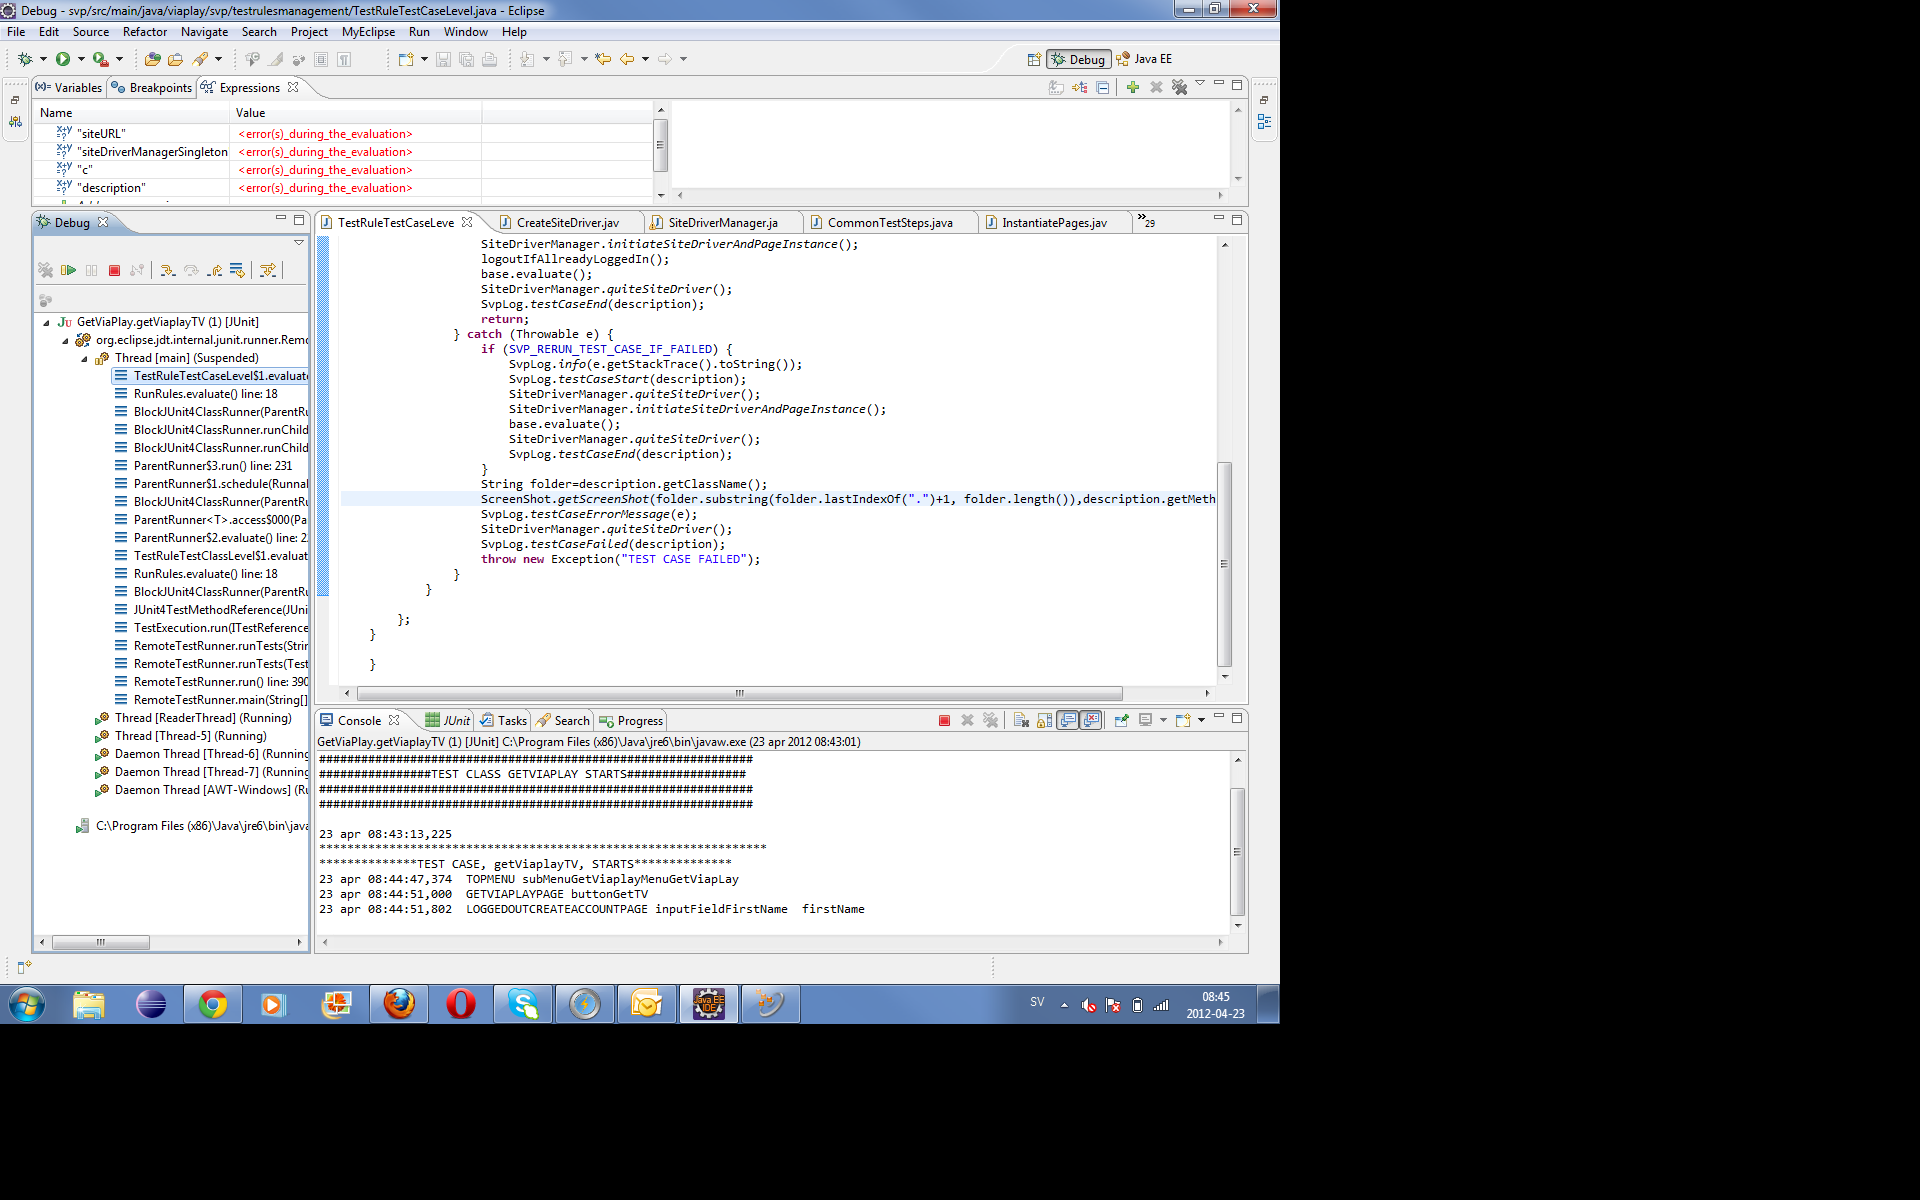 Debug - svp/src/main/java/viaplay/svp/testrulesmanagement/TestRuleTestCaseLevel.java - Eclipse
File Edit Source Refactor Navigate Search Project MyEclipse Run Window Help
Debug Java EE
(x)= Variables Breakpoints Expressions
Name Value
"siteURL" <error(s)_during_the_evaluation>
"siteDriverManagerSingleton <error(s)_during_the_evaluation>
"c" <error(s)_during_the_evaluation>
"description" <error(s)_during_the_evaluation>
Debug
GetViaPlay.getViaplayTV (1) [JUnit]
org.eclipse.jdt.internal.junit.runner.Remo
Thread [main] (Suspended)
TestRuleTestCaseLevel$1.evaluate
RunRules.evaluate() line: 18
BlockJUnit4ClassRunner(ParentRu
BlockJUnit4ClassRunner.runChild
BlockJUnit4ClassRunner.runChild
ParentRunner$3.run() line: 231
ParentRunner$1.schedule(Runnal
BlockJUnit4ClassRunner(ParentRu
ParentRunner<T>.access$000(Pa
ParentRunner$2.evaluate() line: 2
TestRuleTestClassLevel$1.evaluat
RunRules.evaluate() line: 18
BlockJUnit4ClassRunner(ParentRu
JUnit4TestMethodReference(JUni
TestExecution.run(ITestReference
RemoteTestRunner.runTests(Strin
RemoteTestRunner.runTests(Test
RemoteTestRunner.run() line: 390
RemoteTestRunner.main(String[]
Thread [ReaderThread] (Running)
Thread [Thread-5] (Running)
Daemon Thread [Thread-6] (Running
Daemon Thread [Thread-7] (Running
Daemon Thread [AWT-Windows] (Ru
C:\Program Files (x86)\Java\jre6\bin\java
TestRuleTestCaseLeve CreateSiteDriver.jav SiteDriverManager.ja CommonTestSteps.java InstantiatePages.jav »29
SiteDriverManager.initiateSiteDriverAndPageInstance();
logoutIfAllreadyLoggedIn();
base.evaluate();
SiteDriverManager.quiteSiteDriver();
SvpLog.testCaseEnd(description);
return;
} catch (Throwable e) {
if (SVP_RERUN_TEST_CASE_IF_FAILED) {
SvpLog.info(e.getStackTrace().toString());
SvpLog.testCaseStart(description);
SiteDriverManager.quiteSiteDriver();
SiteDriverManager.initiateSiteDriverAndPageInstance();
base.evaluate();
SiteDriverManager.quiteSiteDriver();
SvpLog.testCaseEnd(description);
}
String folder=description.getClassName();
ScreenShot.getScreenShot(folder.substring(folder.lastIndexOf(".")+1, folder.length()),description.getMeth
SvpLog.testCaseErrorMessage(e);
SiteDriverManager.quiteSiteDriver();
SvpLog.testCaseFailed(description);
throw new Exception("TEST CASE FAILED");
}
}
};
}
}
Console JUnit Tasks Search Progress
GetViaPlay.getViaplayTV (1) [JUnit] C:\Program Files (x86)\Java\jre6\bin\javaw.exe (23 apr 2012 08:43:01)
##############################################################
################TEST CLASS GETVIAPLAY STARTS#################
##############################################################
##############################################################
23 apr 08:43:13,225
****************************************************************
**************TEST CASE, getViaplayTV, STARTS**************
23 apr 08:44:47,374 TOPMENU subMenuGetViaplayMenuGetViapLay
23 apr 08:44:51,000 GETVIAPLAYPAGE buttonGetTV
23 apr 08:44:51,802 LOGGEDOUTCREATEACCOUNTPAGE inputFieldFirstName firstName
Java EE
IDE
SV
08:45
2012-04-23